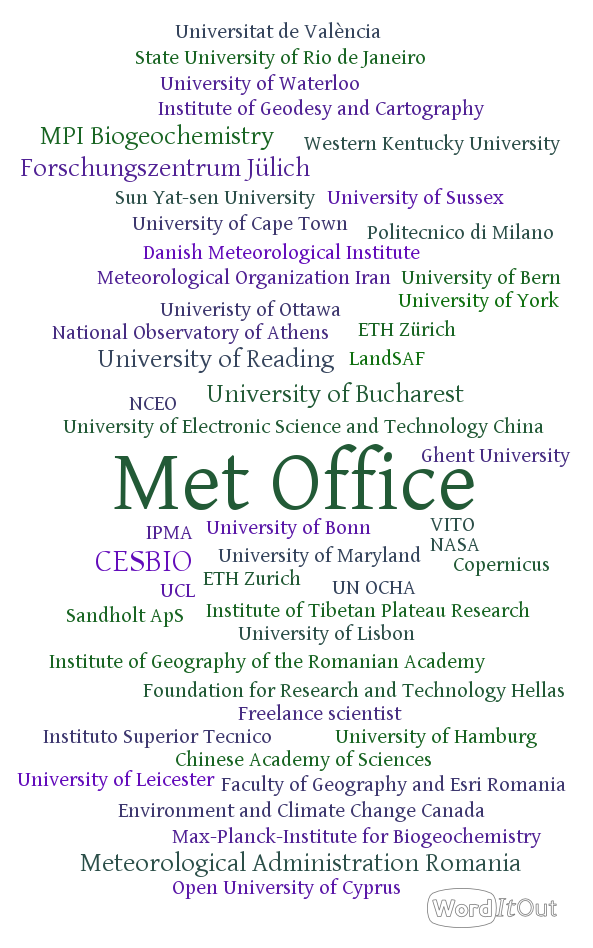 Universitat de València
State University of Rio de Janeiro
University of Waterloo
Institute of Geodesy and Cartography
MPI Biogeochemistry
Western Kentucky University
Forschungszentrum Jülich
Sun Yat-sen University
University of Sussex
University of Cape Town
Politecnico di Milano
Danish Meteorological Institute
Meteorological Organization Iran
University of Bern
University of York
Univeristy of Ottawa
National Observatory of Athens
ETH Zürich
University of Reading
LandSAF
NCEO
University of Bucharest
University of Electronic Science and Technology China
Met Office
Ghent University
IPMA
University of Bonn
VITO
NASA
CESBIO
University of Maryland
Copernicus
UCL
ETH Zurich
UN OCHA
Sandholt ApS
Institute of Tibetan Plateau Research
University of Lisbon
Institute of Geography of the Romanian Academy
Foundation for Research and Technology Hellas
Freelance scientist
Instituto Superior Tecnico
University of Hamburg
Chinese Academy of Sciences
University of Leicester
Faculty of Geography and Esri Romania
Environment and Climate Change Canada
Max-Planck-Institute for Biogeochemistry
Meteorological Administration Romania
Open University of Cyprus
WordItOut